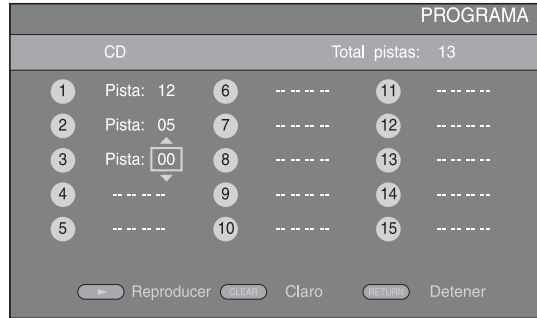 PROGRAMA
CD Total pistas: 13
1 Pista: 12 6 -- -- -- -- 11 -- -- -- --
2 Pista: 05 7 -- -- -- -- 12 -- -- -- --
3 Pista: 00 8 -- -- -- -- 13 -- -- -- --
4 -- -- -- -- 9 -- -- -- -- 14 -- -- -- --
5 -- -- -- -- 10 -- -- -- -- 15 -- -- -- --
Reproducer CLEAR Claro RETURN Detener